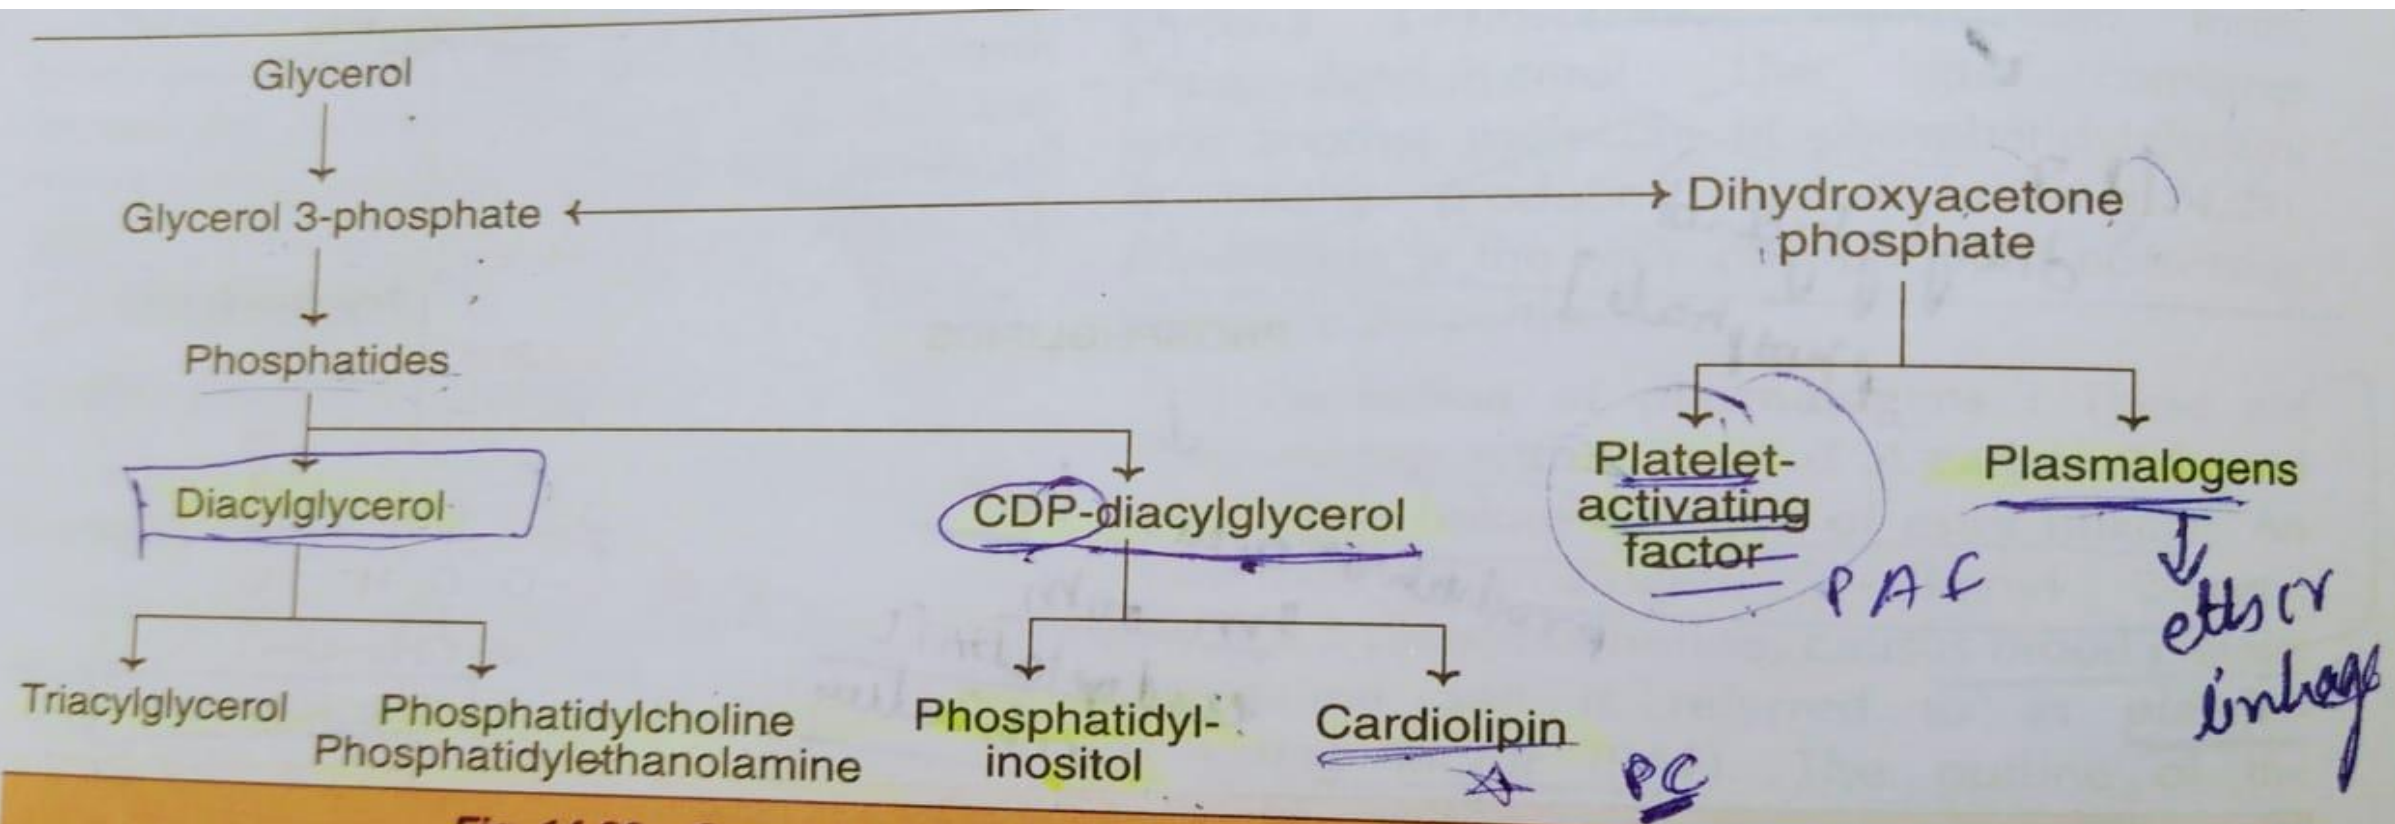 Glycerol
Glycerol 3-phosphate
Dihydroxyacetone
phosphate
Phosphatides
Diacylglycerol
CDP-diacylglycerol
Platelet-
activating
factor
PAF
Plasmalogens
linkage
Triacylglycerol
Phosphatidylcholine
Phosphatidylethanolamine
Phosphatidyl-
inositol
Cardiolipin
PC